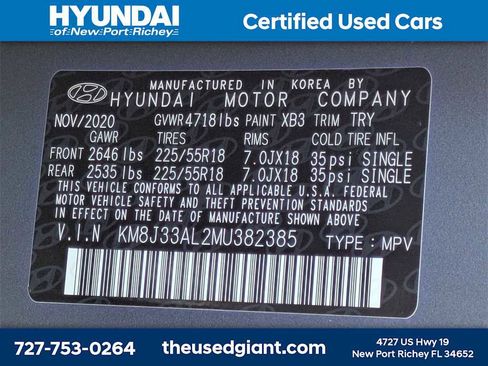 HYUNDAI
of New Port Richey
Certified Used Cars
MANUFACTURED IN KOREA BY
HYUNDAI MOTOR COMPANY
NOV/2020 GVWR4718lbs PAINT XB3 TRIM TRY
GAWR TIRES RIMS COLD TIRE INFL
FRONT 2646 lbs 225/55R18 7.0JX18 35psi SINGLE
REAR 2535 lbs 225/55R18 7.0JX18 35psi SINGLE
THIS VEHICLE CONFORMS TO ALL APPLICABLE U.S.A. FEDERAL
MOTOR VEHICLE SAFETY, BUMPER, AND THEFT PREVENTION
STANDARDS IN EFFECT ON THE DATE OF MANUFACTURE SHOWN ABOVE.
V.I.N KM8J33AL2MU382385 TYPE : MPV
727-753-0264
theusedgiant.com
4727 US Hwy 19
New Port Richey FL 34652